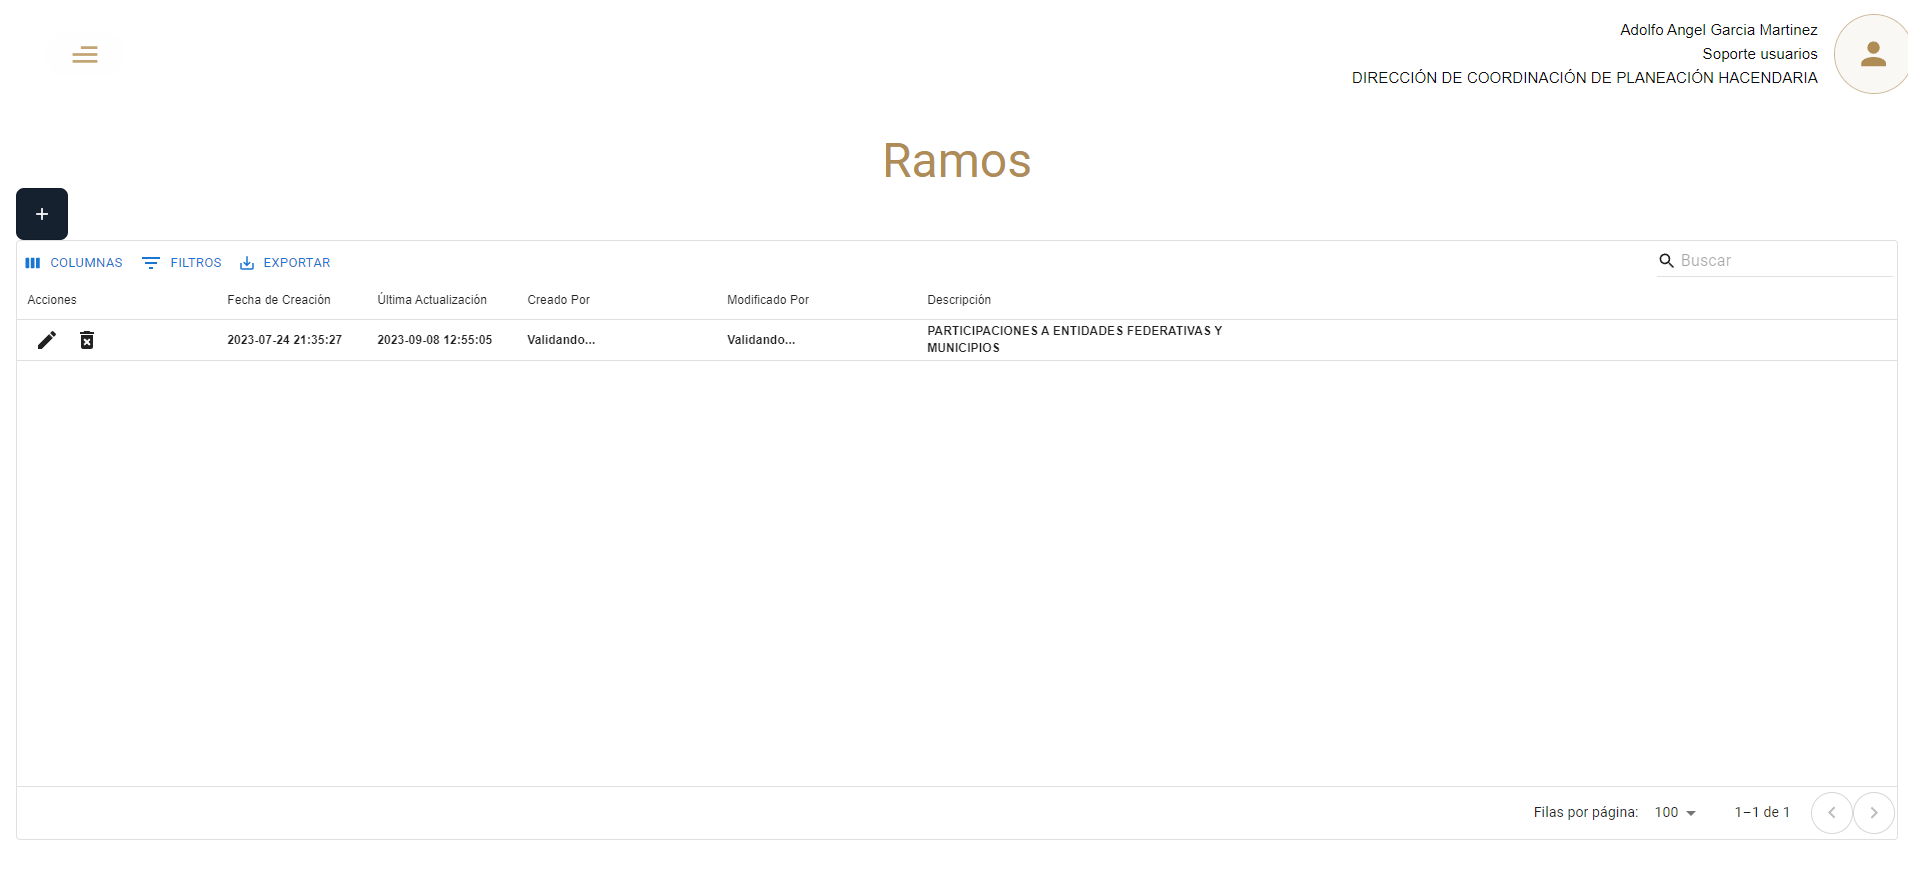 Adolfo Angel Garcia Martinez
Soporte usuarios
DIRECCIÓN DE COORDINACIÓN DE PLANEACIÓN HACENDARIA
Ramos
+
COLUMNAS FILTROS EXPORTAR Buscar
Acciones Fecha de Creación Última Actualización Creado Por Modificado Por Descripción
2023-07-24 21:35:27 2023-09-08 12:55:05 Validando... Validando... PARTICIPACIONES A ENTIDADES FEDERATIVAS Y
MUNICIPIOS
Filas por página: 100 1–1 de 1